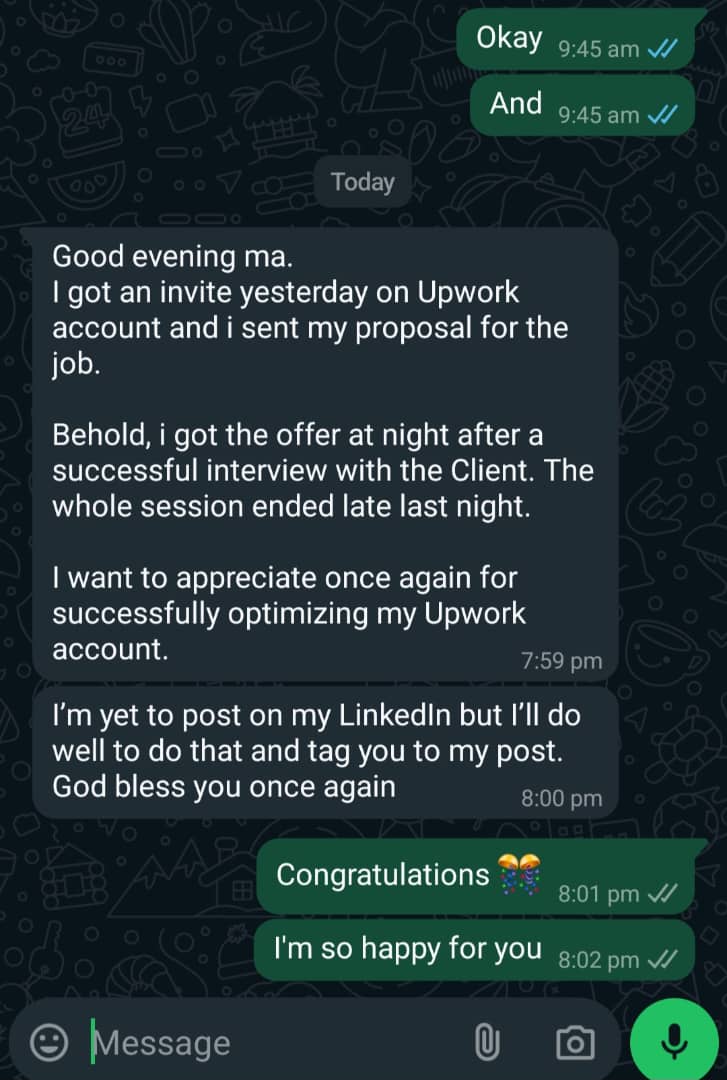 Okay 9:45 am
And 9:45 am
Today
Good evening ma.
I got an invite yesterday on Upwork
account and i sent my proposal for the
job.
Behold, i got the offer at night after a
successful interview with the Client. The
whole session ended late last night.
I want to appreciate once again for
successfully optimizing my Upwork
account.
7:59 pm
I'm yet to post on my LinkedIn but I'll do
well to do that and tag you to my post.
God bless you once again
8:00 pm
Congratulations 🎊 8:01 pm
I'm so happy for you 8:02 pm
Message